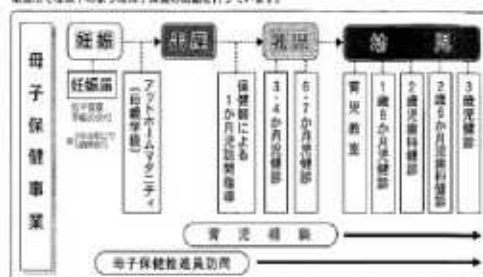 母子保健事業
妊娠
乳児
幼児
妊娠届
アットホームマタニティ
(母親学級)
保健師による
1か月児訪問指導
3・4か月児健診
6・7か月児健診
育児教室
1歳6か月児健診
2歳児歯科健診
2歳6か月児歯科健診
3歳児健診
育児相談
母子保健推進員訪問